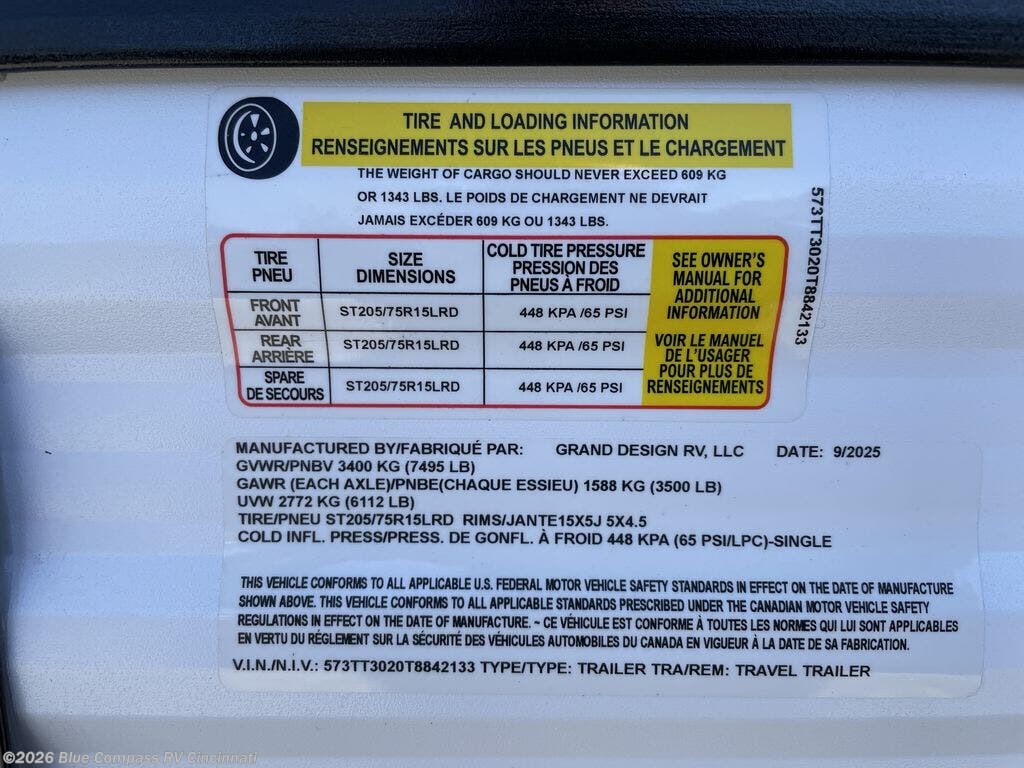 TIRE AND LOADING INFORMATION
RENSEIGNEMENTS SUR LES PNEUS ET LE CHARGEMENT
THE WEIGHT OF CARGO SHOULD NEVER EXCEED 609 KG
OR 1343 LBS. LE POIDS DE CHARGEMENT NE DEVRAIT
JAMAIS EXCÉDER 609 KG OU 1343 LBS.
573TT3020T8842133
TIRE
PNEU
SIZE
DIMENSIONS
COLD TIRE PRESSURE
PRESSION DES
PNEUS À FROID
FRONT
AVANT
ST205/75R15LRD
448 KPA /65 PSI
REAR
ARRIÈRE
ST205/75R15LRD
448 KPA /65 PSI
SPARE
DE SECOURS
ST205/75R15LRD
448 KPA /65 PSI
SEE OWNER'S
MANUAL FOR
ADDITIONAL
INFORMATION
VOIR LE MANUEL
DE L'USAGER
POUR PLUS DE
RENSEIGNEMENTS
MANUFACTURED BY/FABRIQUÉ PAR: GRAND DESIGN RV, LLC DATE: 9/2025
GVWR/PNBV 3400 KG (7495 LB)
GAWR (EACH AXLE)/PNBE(CHAQUE ESSIEU) 1588 KG (3500 LB)
UVW 2772 KG (6112 LB)
TIRE/PNEU ST205/75R15LRD RIMS/JANTE15X5J 5X4.5
COLD INFL. PRESS/PRESS. DE GONFL. À FROID 448 KPA (65 PSI/LPC)-SINGLE
THIS VEHICLE CONFORMS TO ALL APPLICABLE U.S. FEDERAL MOTOR VEHICLE SAFETY STANDARDS IN EFFECT ON THE DATE OF MANUFACTURE
SHOWN ABOVE. THIS VEHICLE CONFORMS TO ALL APPLICABLE STANDARDS PRESCRIBED UNDER THE CANADIAN MOTOR VEHICLE SAFETY
REGULATIONS IN EFFECT ON THE DATE OF MANUFACTURE. ~ CE VÉHICULE EST CONFORME À TOUTES LES NORMES QUI LUI SONT APPLICABLES
EN VERTU DU RÉGLEMENT SUR LA SÉCURITÉ DES VÉHICULES AUTOMOBILES DU CANADA EN VIGUEUR À LA DATE DE SA FABRICATION.
V.I.N./N.I.V.: 573TT3020T8842133 TYPE/TYPE: TRAILER TRA/REM: TRAVEL TRAILER
©2026 Blue Compass RV Cincinnati